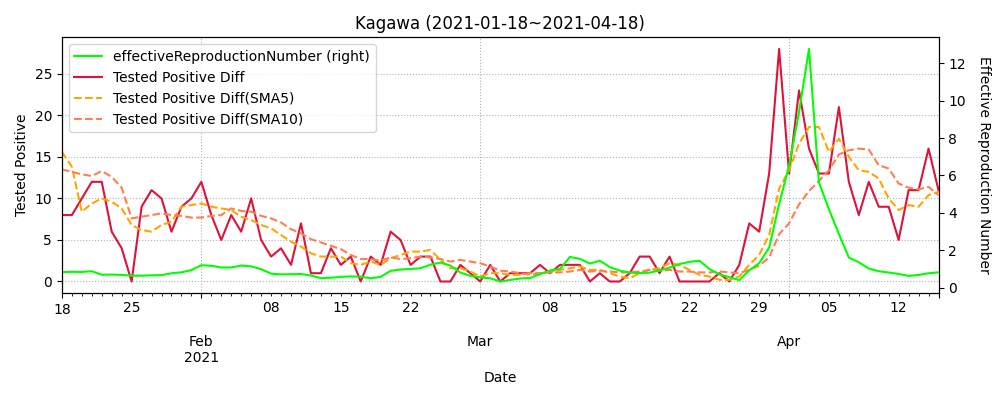 Kagawa (2021-01-18~2021-04-18)
effectiveReproductionNumber (right)
Tested Positive Diff
Tested Positive Diff(SMA5)
Tested Positive Diff(SMA10)
Tested Positive
25
20
15
10
5
0
12
10
8
6
4
2
0
Effective Reproduction Number
18 25 08 15 22 08 15 22 29 05 12
Feb Mar Apr
2021
Date